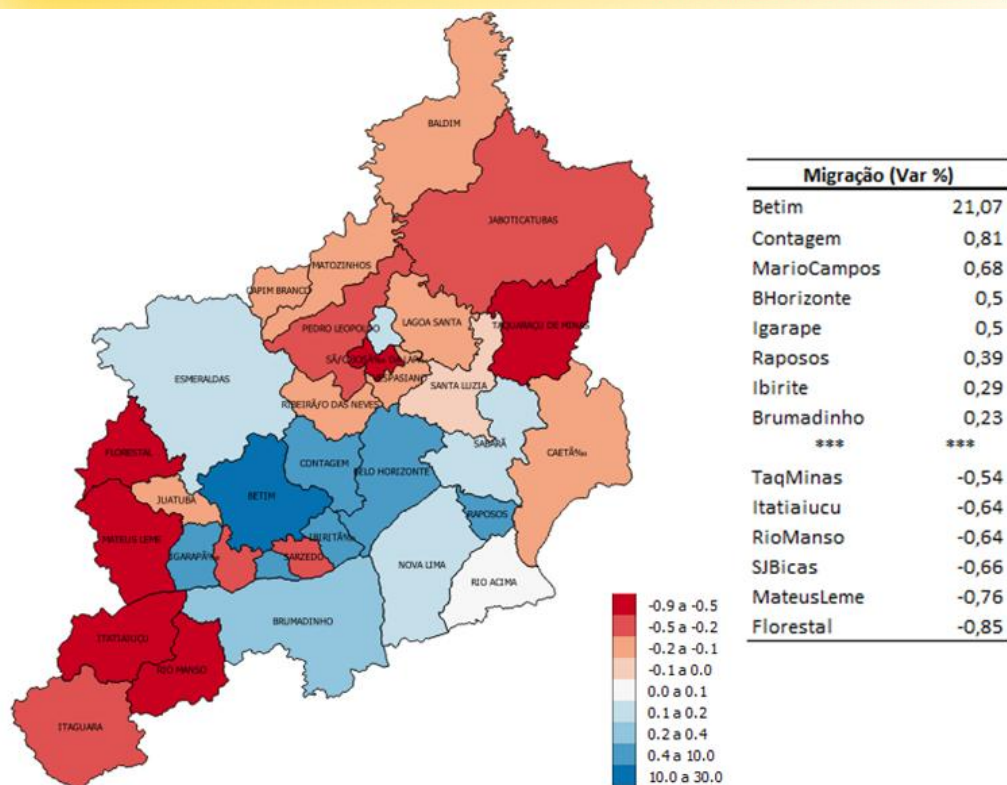 BALDIM
JABOTICATUBAS
MATOZINHOS
CAPIM BRANCO
PEDRO LEOPOLDO
LAGOA SANTA
TAQUARAÇU DE MINAS
ESMERALDAS
SANTA LUZIA
RIBEIRÃƒO DAS NEVES
SABARÃ
CAETÃ‰
FLORESTAL
CONTAGEM
BELO HORIZONTE
JUATUBA
BETIM
MATEUS LEME
RAPOSOS
IGARAPÃ‰
IBIRITÃ‰
SARZEDO
NOVA LIMA
RIO ACIMA
BRUMADINHO
ITATIAIUÇU
RIO MANSO
ITAGUARA
-0.9 a -0.5
-0.5 a -0.2
-0.2 a -0.1
-0.1 a 0.0
0.0 a 0.1
0.1 a 0.2
0.2 a 0.4
0.4 a 10.0
10.0 a 30.0
Migração (Var %)
Betim 21,07
Contagem 0,81
MarioCampos 0,68
BHorizonte 0,5
Igarape 0,5
Raposos 0,39
Ibirite 0,29
Brumadinho 0,23
*** ***
TaqMinas -0,54
Itatiaiucu -0,64
RioManso -0,64
SJBicas -0,66
MateusLeme -0,76
Florestal -0,85